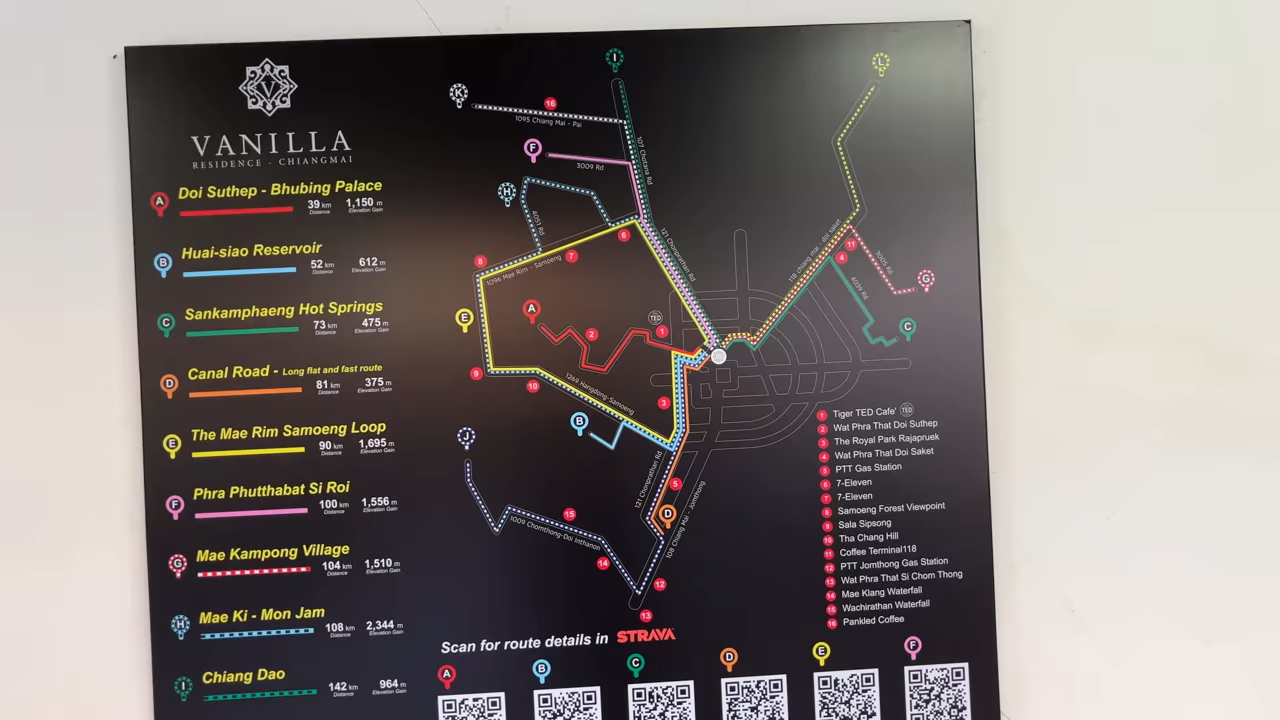 VANILLA
RESIDENCE - CHIANGMAI
A
Doi Suthep - Bhubing Palace
39 km
Distance
1,150 m
Elevation Gain
B
Huai-siao Reservoir
52 km
Distance
612 m
Elevation Gain
C
Sankamphaeng Hot Springs
73 km
Distance
475 m
Elevation Gain
D
Canal Road - Long flat and fast route
81 km
Distance
375 m
Elevation Gain
E
The Mae Rim Samoeng Loop
90 km
Distance
1,695 m
Elevation Gain
F
Phra Phutthabat Si Roi
100 km
Distance
1,556 m
Elevation Gain
G
Mae Kampong Village
104 km
Distance
1,510 m
Elevation Gain
H
Mae Ki - Mon Jam
108 km
Distance
2,344 m
Elevation Gain
I
Chiang Dao
142 km
Distance
964 m
Elevation Gain
I
L
K
16
1095 Chiang Mai - Pai
F
3009 Rd
107 Chotana Rd
H
4051 Rd
6
7
8
1096 Mae Rim - Samoeng
121 Chonprathan Rd
118 chiang mai - doi saket
11
4
G
C
E
A
TED
1
2
9
10
1269 Hangdong-Samoeng
3
B
J
121 Chonprathan Rd
5
D
108 Chiang Mai - Jomthong
15
1009 Chomthong-Doi Inthanon
14
12
13
1 Tiger TED Cafe' TED
2 Wat Phra That Doi Suthep
3 The Royal Park Rajapruek
4 Wat Phra That Doi Saket
5 PTT Gas Station
6 7-Eleven
7 7-Eleven
8 Samoeng Forest Viewpoint
9 Sala Sipsong
10 Tha Chang Hill
11 Coffee Terminal118
12 PTT Jomthong Gas Station
13 Wat Phra That Si Chom Thong
14 Mae Klang Waterfall
15 Wachirathan Waterfall
16 Pankled Coffee
Scan for route details in STRAVA
A
B
C
D
E
F